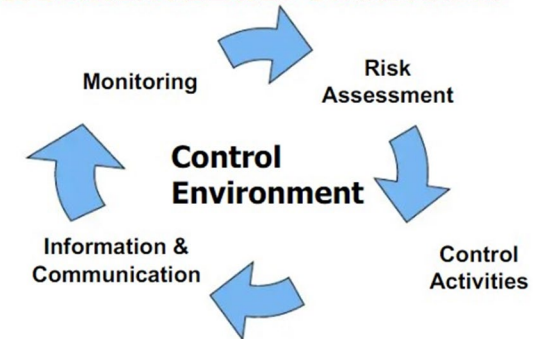 Monitoring
Risk
Assessment
Control
Environment
Information &
Communication
Control
Activities